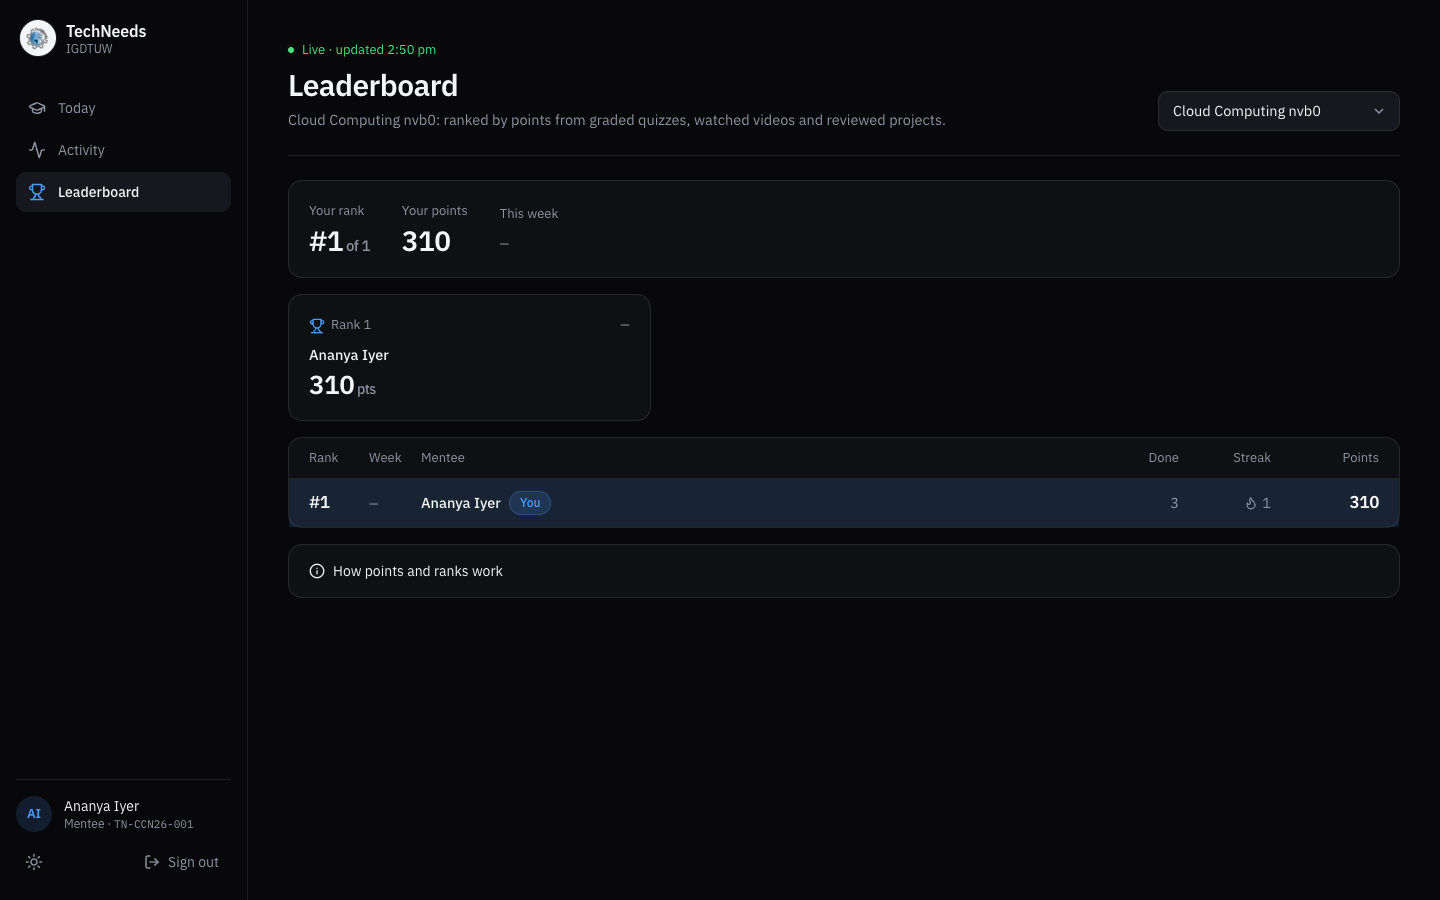 TechNeeds
IGDTUW
Today
Activity
Leaderboard
Live · updated 2:50 pm
Leaderboard
Cloud Computing nvb0: ranked by points from graded quizzes, watched videos and reviewed projects.
Cloud Computing nvb0
Your rank Your points This week
#1 of 1 310 –
Rank 1 –
Ananya Iyer
310 pts
Rank Week Mentee Done Streak Points
#1 – Ananya Iyer You 3 1 310
How points and ranks work
AI
Ananya Iyer
Mentee · TN-CCN26-001
Sign out